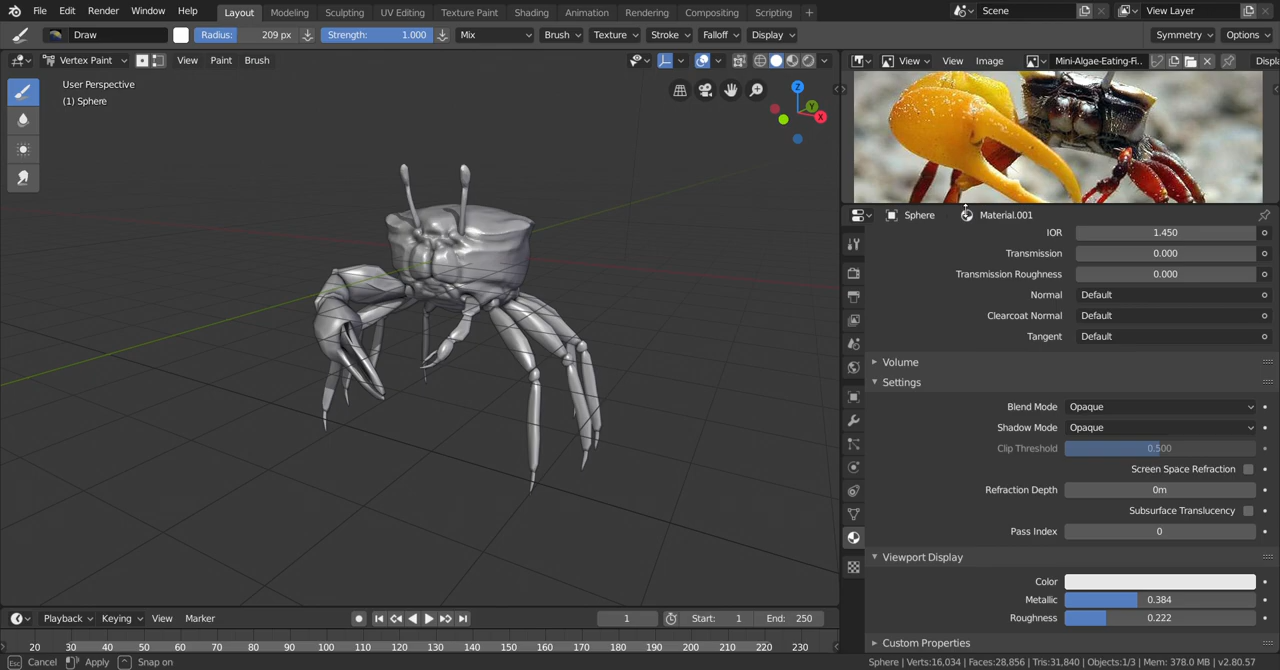 File Edit Render Window Help Layout Modeling Sculpting UV Editing Texture Paint Shading Animation Rendering Compositing Scripting + Scene View Layer
Draw Radius: 209 px Strength: 1.000 Mix Brush Texture Stroke Falloff Display Symmetry Options
Vertex Paint View Paint Brush View View Image Mini-Algae-Eating-Fi.. Displa
User Perspective
(1) Sphere
Z
Y
X
Sphere Material.001
IOR 1.450
Transmission 0.000
Transmission Roughness 0.000
Normal Default
Clearcoat Normal Default
Tangent Default
Volume
Settings
Blend Mode Opaque
Shadow Mode Opaque
Clip Threshold 0.500
Screen Space Refraction
Refraction Depth 0m
Subsurface Translucency
Pass Index 0
Viewport Display
Color
Metallic 0.384
Roughness 0.222
Custom Properties
Playback Keying View Marker 1 Start: 1 End: 250
20 30 40 50 60 70 80 90 100 110 120 130 140 150 160 170 180 190 200 210 220 230
Esc Cancel Apply Snap on Sphere | Verts:16,034 | Faces:28,856 | Tris:31,840 | Objects:1/3 | Mem: 378.0 MB | v2.80.57